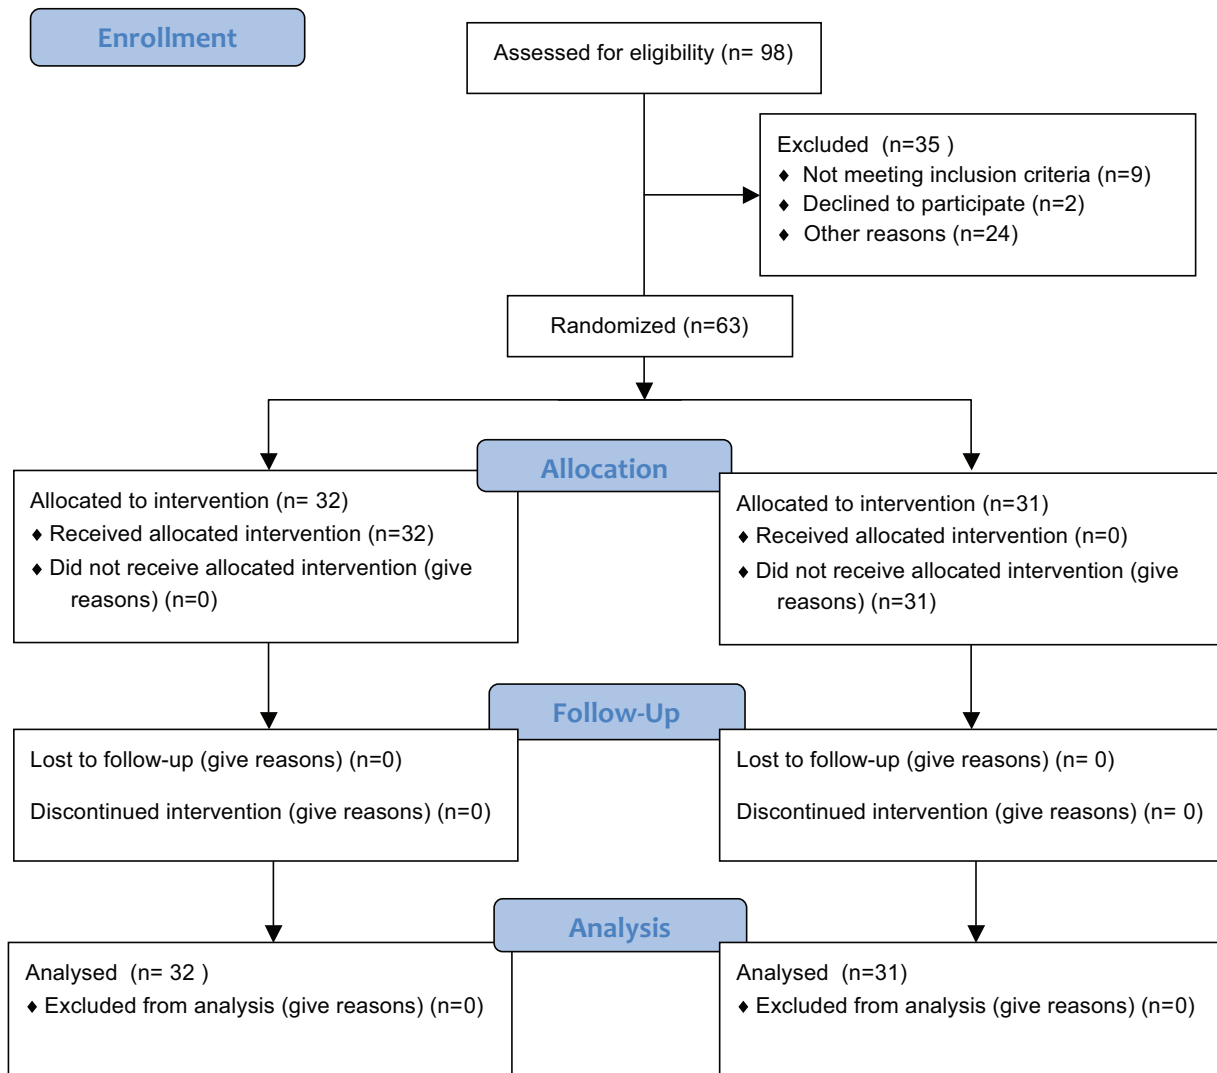 Enrollment
Assessed for eligibility (n= 98)
Excluded (n=35 )
♦ Not meeting inclusion criteria (n=9)
♦ Declined to participate (n=2)
♦ Other reasons (n=24)
Randomized (n=63)
Allocation
Allocated to intervention (n= 32)
♦ Received allocated intervention (n=32)
♦ Did not receive allocated intervention (give
reasons) (n=0)
Allocated to intervention (n=31)
♦ Received allocated intervention (n=0)
♦ Did not receive allocated intervention (give
reasons) (n=31)
Follow-Up
Lost to follow-up (give reasons) (n=0)
Discontinued intervention (give reasons) (n=0)
Lost to follow-up (give reasons) (n= 0)
Discontinued intervention (give reasons) (n= 0)
Analysis
Analysed (n= 32 )
♦ Excluded from analysis (give reasons) (n=0)
Analysed (n=31)
♦ Excluded from analysis (give reasons) (n=0)